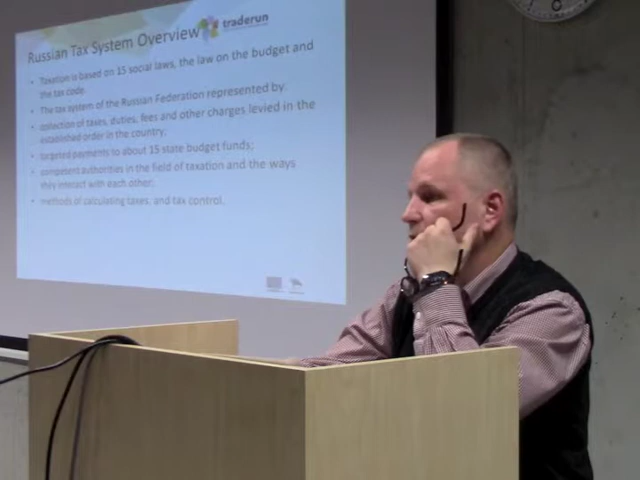 traderun
Russian Tax System Overview
• Taxation is based on 15 social laws, the law on the budget and
the tax code.
• The tax system of the Russian Federation represented by:
• collection of taxes, duties, fees and other charges levied in the
established order in the country;
• targeted payments to about 15 state budget funds;
• competent authorities in the field of taxation and the ways
they interact with each other;
• methods of calculating taxes, and tax control.